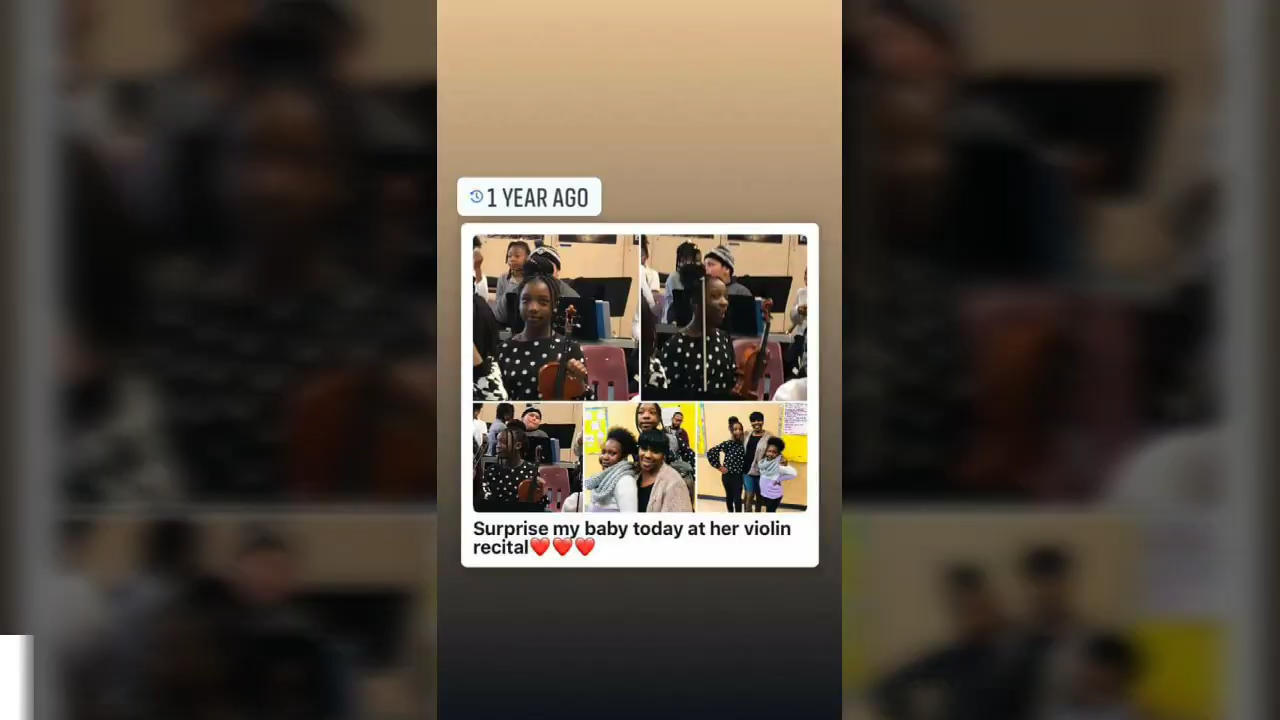 1 YEAR AGO
Surprise my baby today at her violin
recital❤️❤️❤️